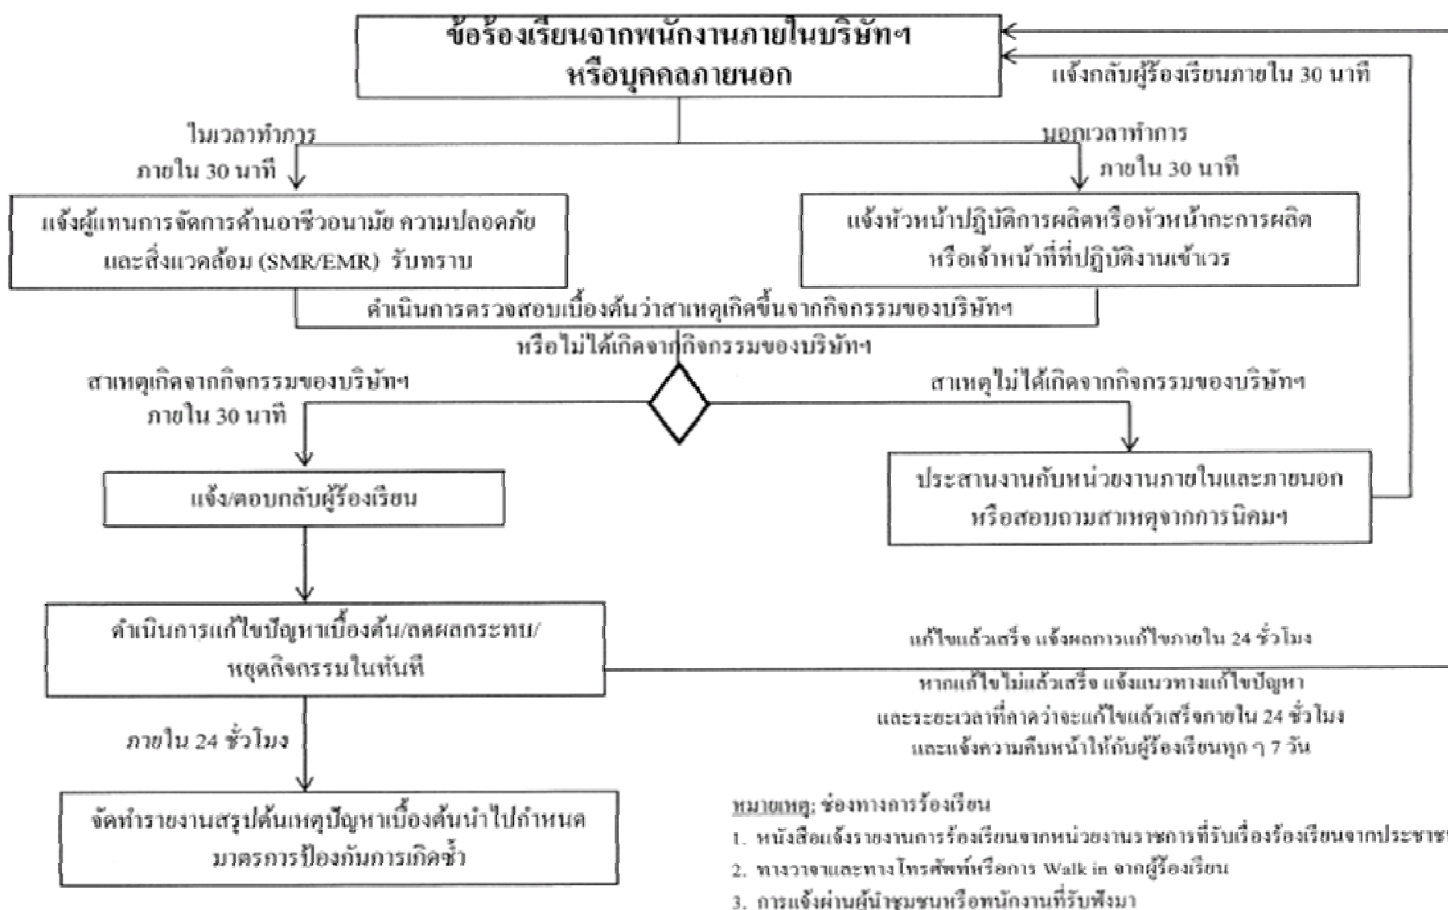 ข้อร้องเรียนจากพนักงานภายในบริษัทฯ
หรือบุคคลภายนอก
แจ้งกลับผู้ร้องเรียนภายใน 30 นาที
ในเวลาทำการ
ภายใน 30 นาที
นอกเวลาทำการ
ภายใน 30 นาที
แจ้งผู้แทนการจัดการด้านอาชีวอนามัย ความปลอดภัย
และสิ่งแวดล้อม (SMR/EMR) รับทราบ
แจ้งหัวหน้าปฏิบัติการผลิตหรือหัวหน้ากะการผลิต
หรือเจ้าหน้าที่ที่ปฏิบัติงานเข้าเวร
ดำเนินการตรวจสอบเบื้องต้นว่าสาเหตุเกิดขึ้นจากกิจกรรมของบริษัทฯ
หรือไม่ได้เกิดจากกิจกรรมของบริษัทฯ
สาเหตุเกิดจากกิจกรรมของบริษัทฯ
ภายใน 30 นาที
สาเหตุไม่ได้เกิดจากกิจกรรมของบริษัทฯ
แจ้ง/ตอบกลับผู้ร้องเรียน
ประสานงานกับหน่วยงานภายในและภายนอก
หรือสอบถามสาเหตุจากการนิคมฯ
ดำเนินการแก้ไขปัญหาเบื้องต้น/ลดผลกระทบ/
หยุดกิจกรรมในทันที
แก้ไขแล้วเสร็จ แจ้งผลการแก้ไขภายใน 24 ชั่วโมง
หากแก้ไขไม่แล้วเสร็จ แจ้งแนวทางแก้ไขปัญหา
และระยะเวลาที่คาดว่าจะแก้ไขแล้วเสร็จภายใน 24 ชั่วโมง
และแจ้งความคืบหน้าให้กับผู้ร้องเรียนทุก ๆ 7 วัน
ภายใน 24 ชั่วโมง
จัดทำรายงานสรุปต้นเหตุปัญหาเบื้องต้นนำไปกำหนด
มาตรการป้องกันการเกิดซ้ำ
หมายเหตุ: ช่องทางการร้องเรียน
1. หนังสือแจ้งรายงานการร้องเรียนจากหน่วยงานราชการที่รับเรื่องร้องเรียนจากประชาชน
2. ทางวาจาและทางโทรศัพท์หรือการ Walk in จากผู้ร้องเรียน
3. การแจ้งผ่านผู้นำชุมชนหรือพนักงานที่รับฟังมา